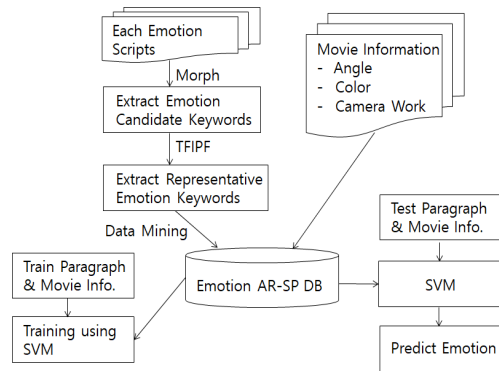 Each Emotion
Scripts
Morph
Extract Emotion
Candidate Keywords
TFIPF
Extract Representative
Emotion Keywords
Data Mining
Movie Information
- Angle
- Color
- Camera Work
Emotion AR-SP DB
Train Paragraph
& Movie Info.
Training using
SVM
Test Paragraph
& Movie Info.
SVM
Predict Emotion